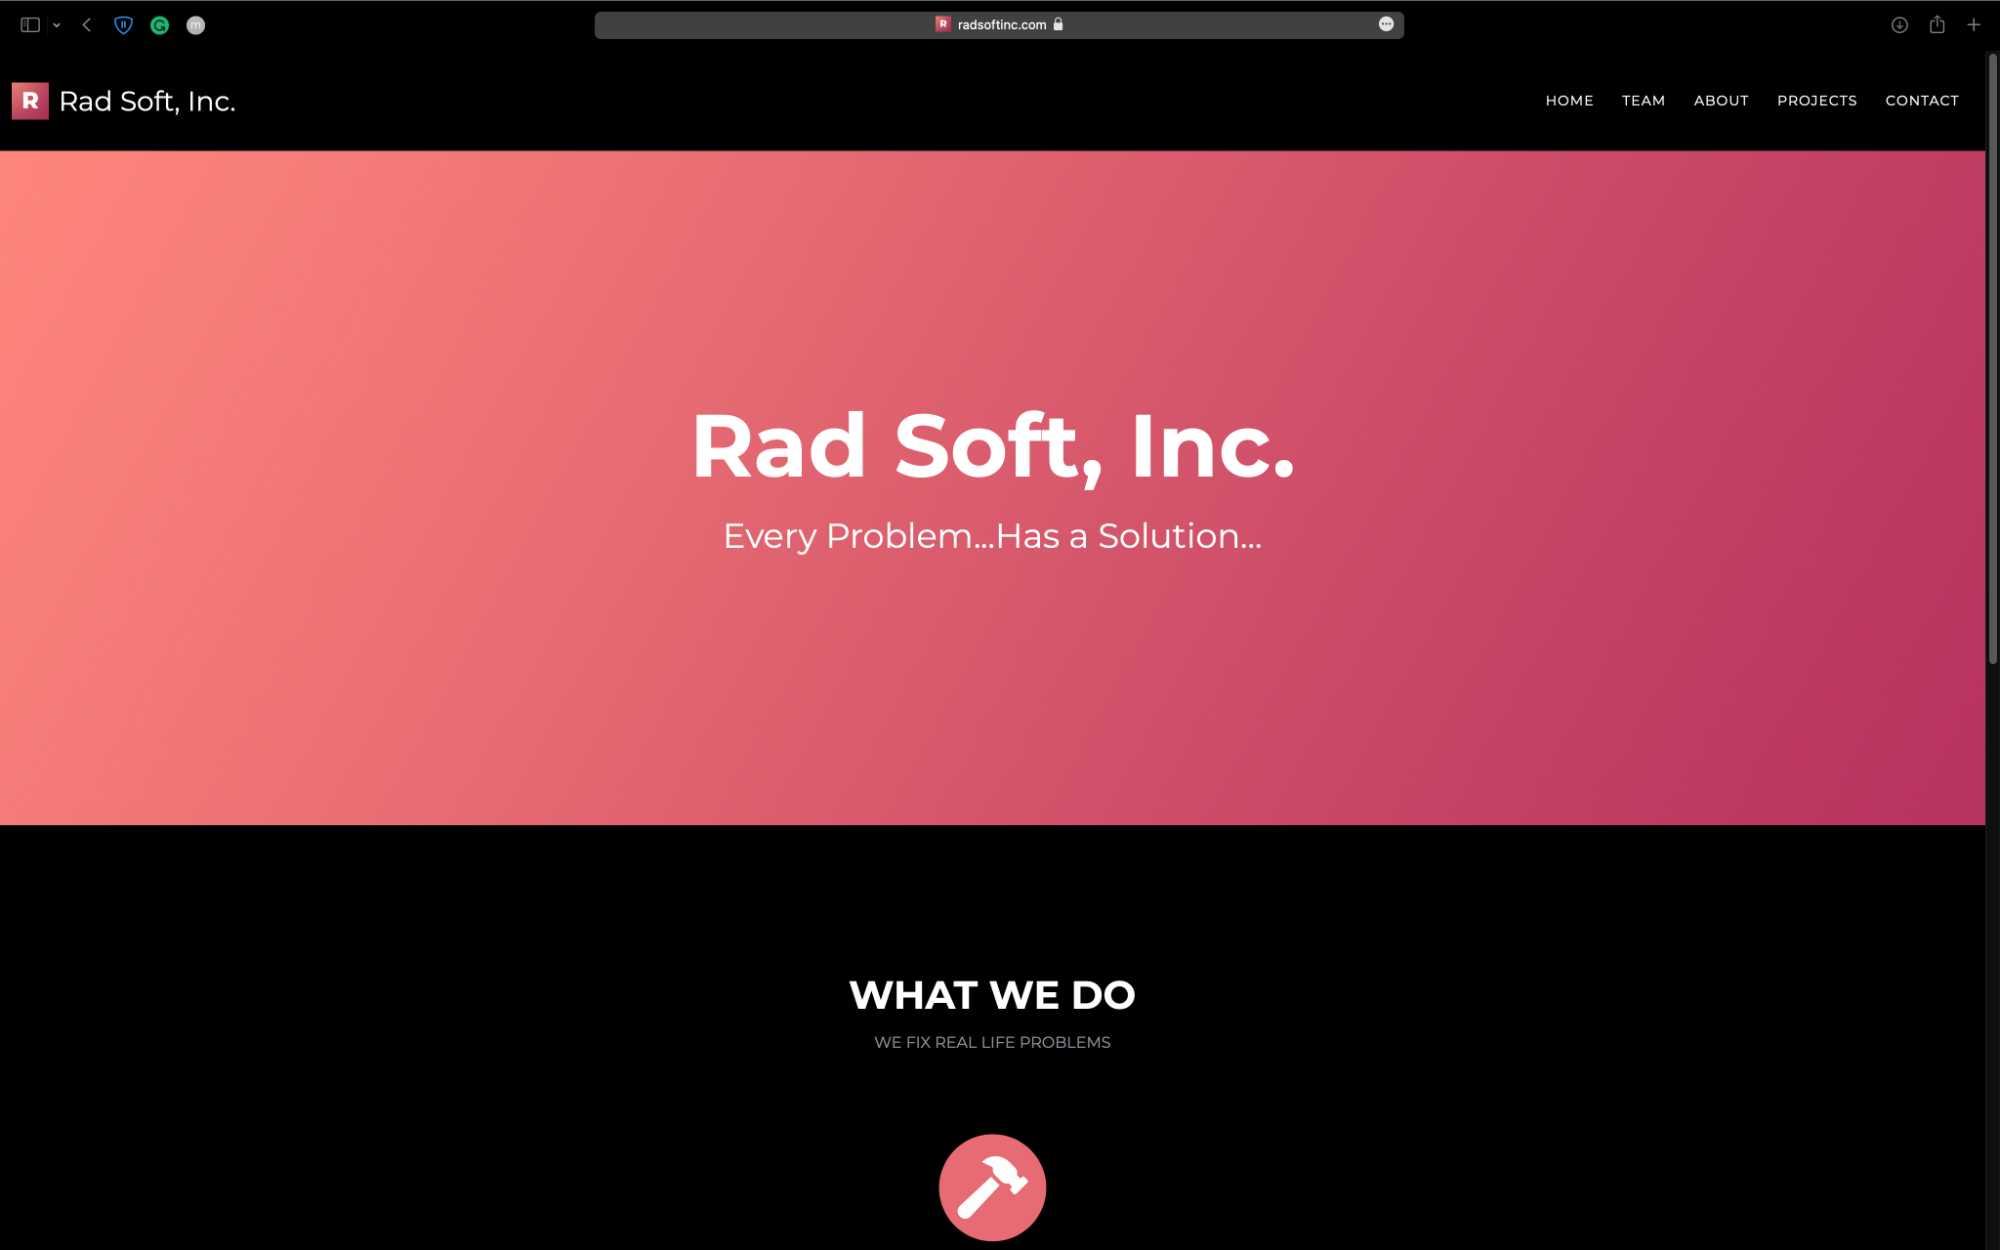 R radsoftinc.com
R Rad Soft, Inc.
HOME TEAM ABOUT PROJECTS CONTACT
Rad Soft, Inc.
Every Problem...Has a Solution...
WHAT WE DO
WE FIX REAL LIFE PROBLEMS